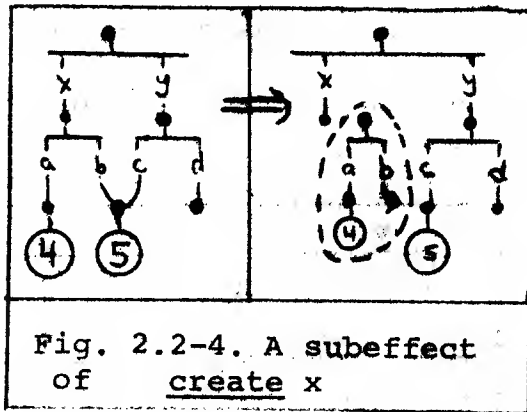 x y x y
a b c d a b c d
4 5 4 5
Fig. 2.2-4. A subeffect
of create x